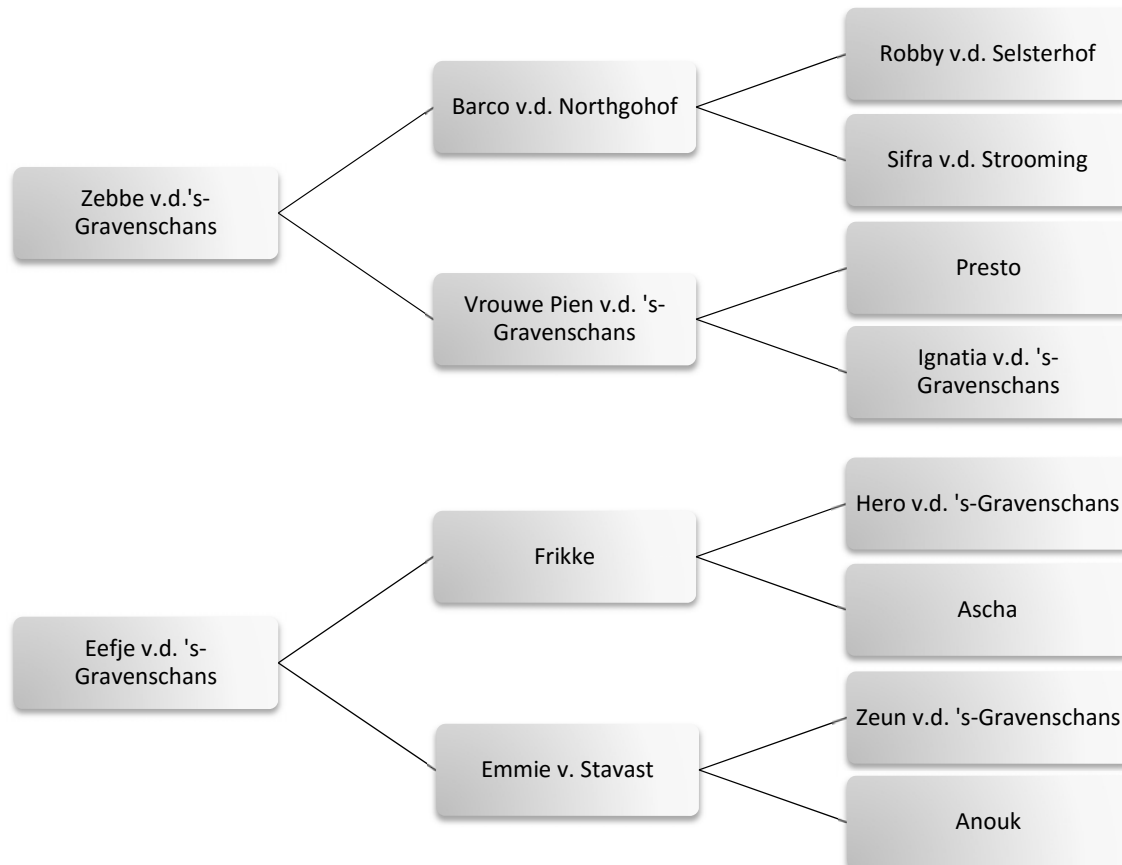 Robby v.d. Selsterhof
Barco v.d. Northgohof
Sifra v.d. Strooming
Zebbe v.d.'s-
Gravenschans
Presto
Vrouwe Pien v.d. 's-
Gravenschans
Ignatia v.d. 's-
Gravenschans
Hero v.d. 's-Gravenschans
Frikke
Ascha
Eefje v.d. 's-
Gravenschans
Zeun v.d. 's-Gravenschans
Emmie v. Stavast
Anouk